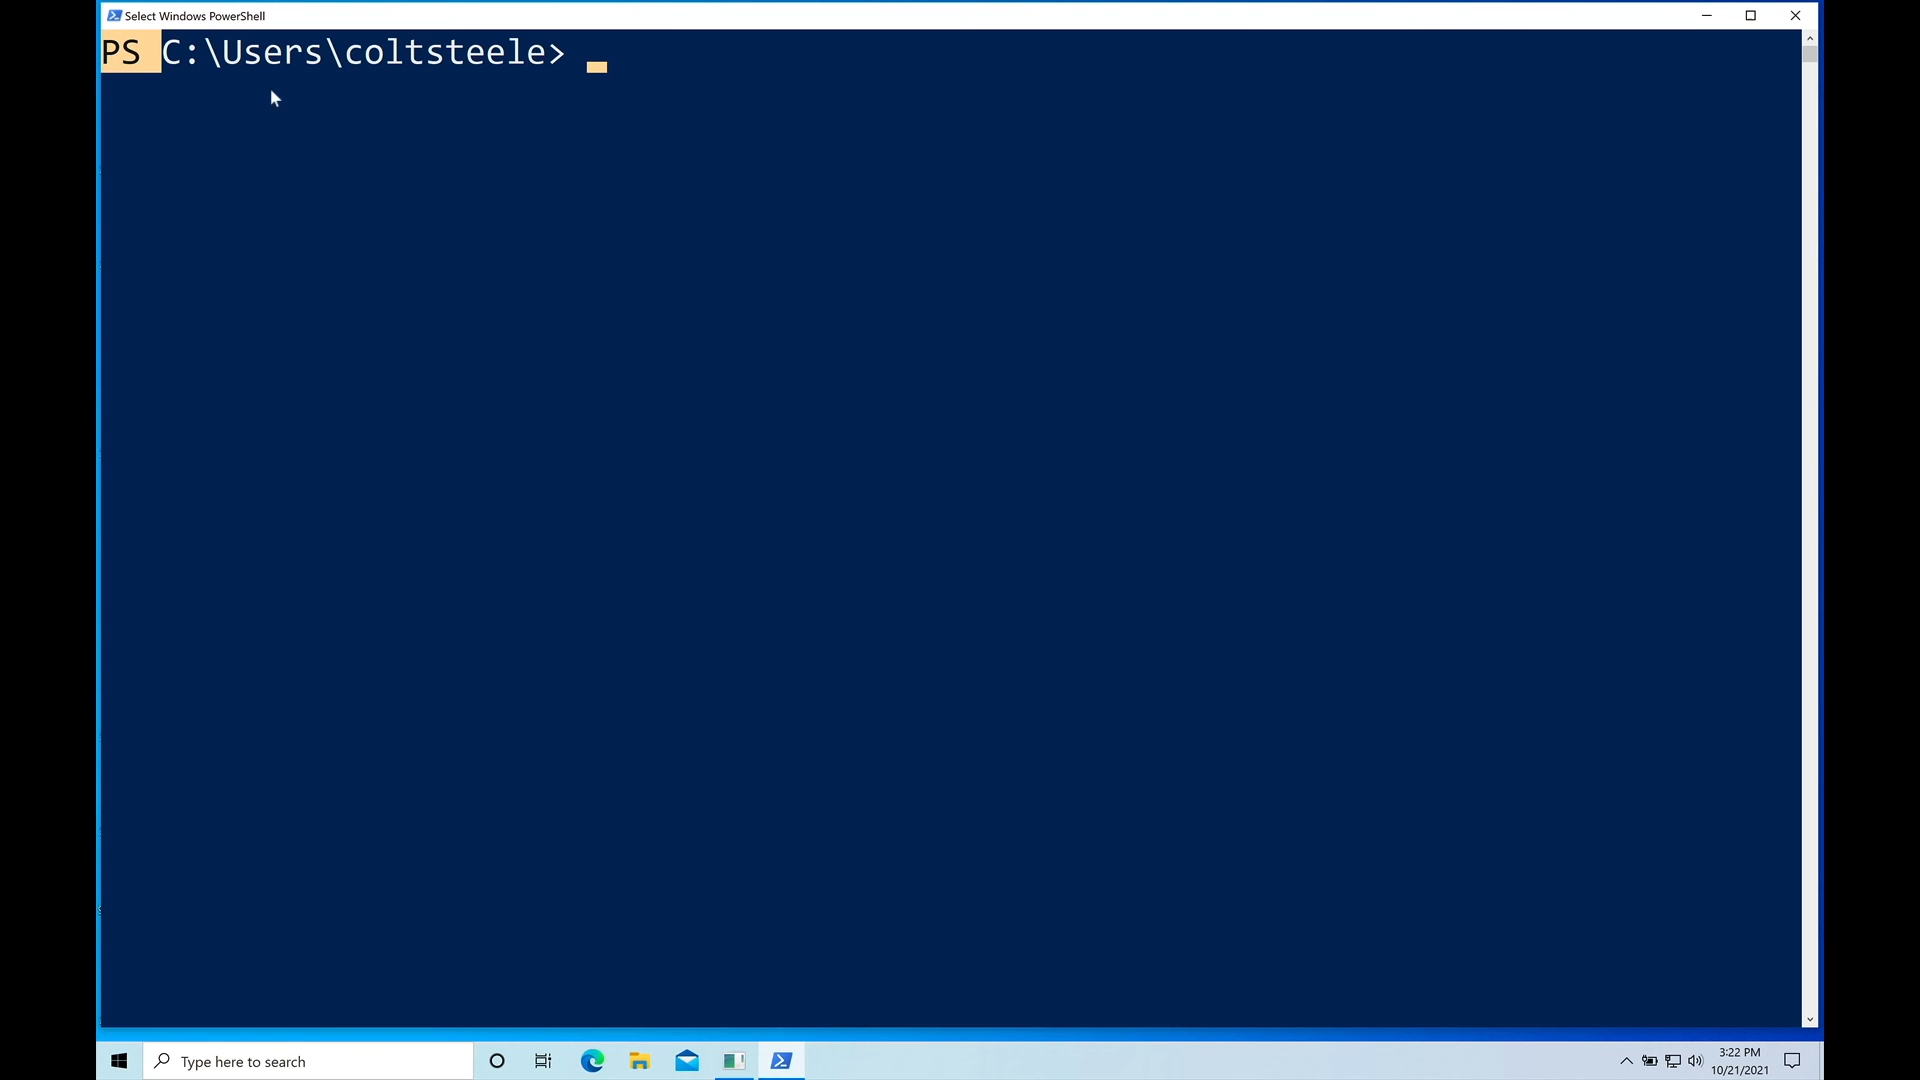 Select Windows PowerShell
PS C:\Users\coltsteele>
Type here to search
3:22 PM
10/21/2021